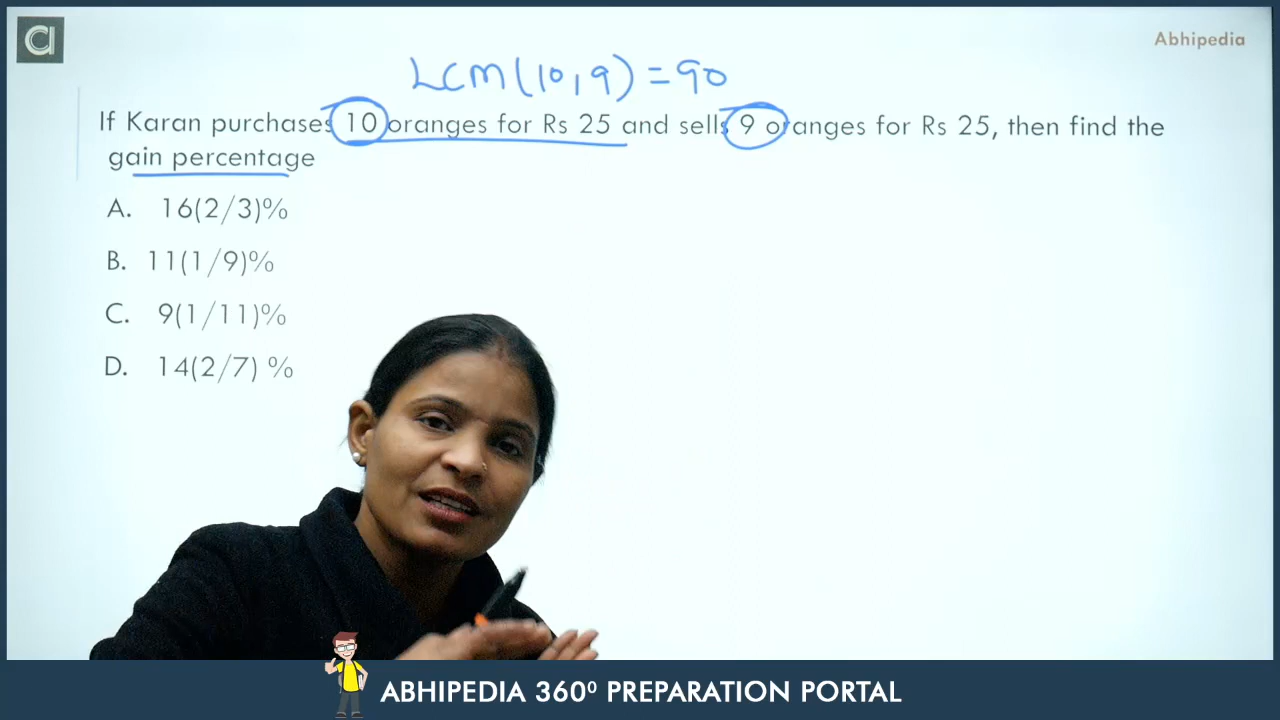 Abhipedia
LCM(10,9) = 90
If Karan purchases 10 oranges for Rs 25 and sells 9 oranges for Rs 25, then find the
gain percentage
A. 16(2/3)%
B. 11(1/9)%
C. 9(1/11)%
D. 14(2/7) %
ABHIPEDIA 360⁰ PREPARATION PORTAL